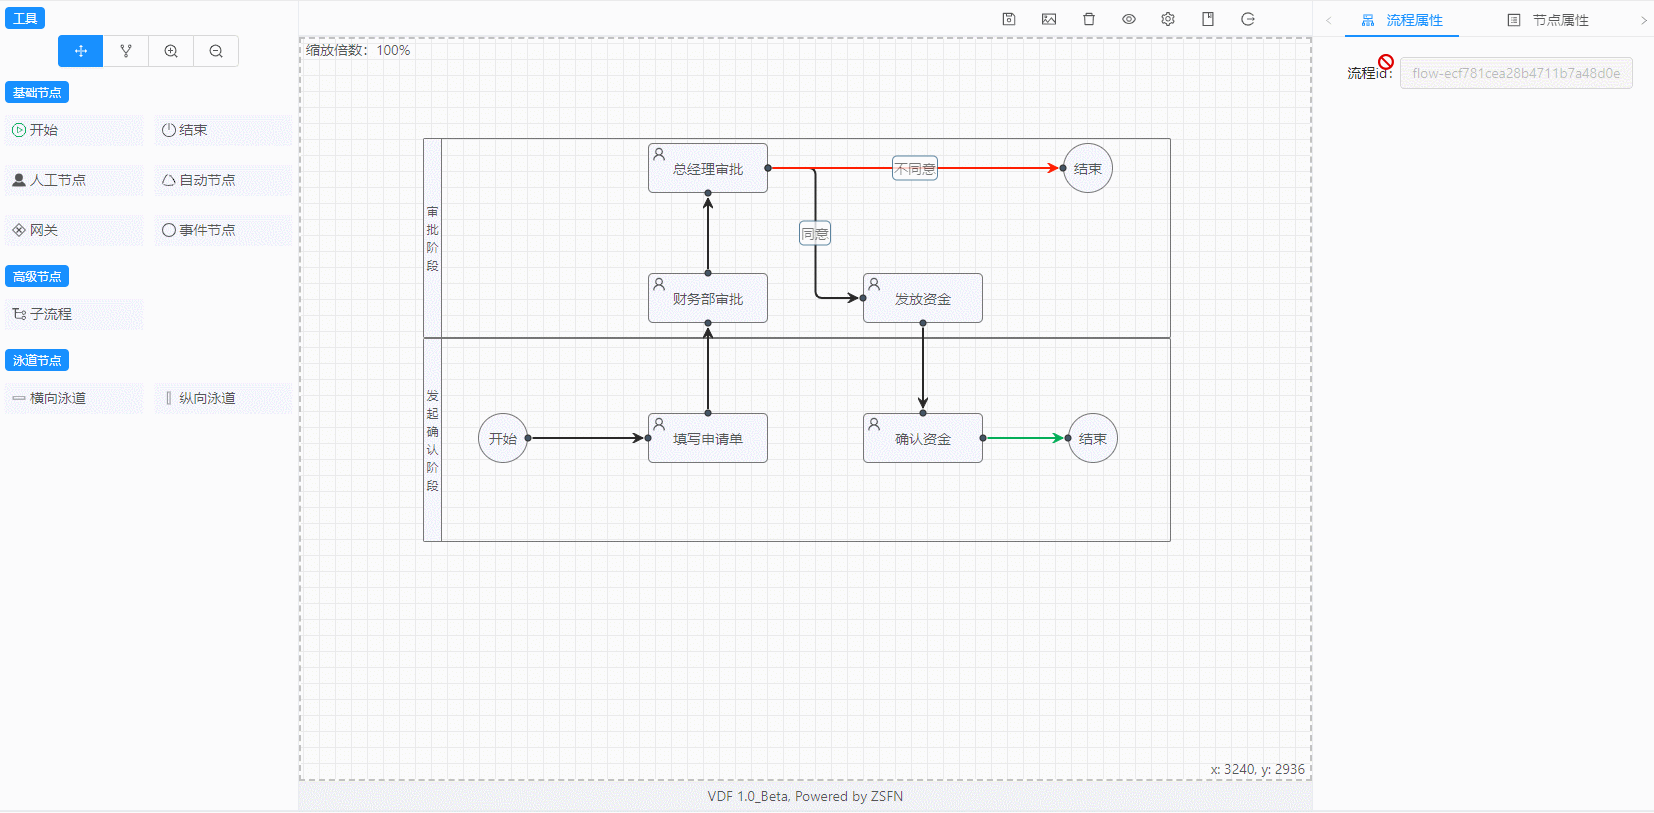 工具
基础节点
开始
结束
人工节点
自动节点
网关
事件节点
高级节点
子流程
泳道节点
横向泳道
纵向泳道
缩放倍数：100%
审批阶段
总经理审批
不同意
结束
同意
财务部审批
发放资金
发起确认阶段
开始
填写申请单
确认资金
结束
x: 3240, y: 2936
VDF 1.0_Beta, Powered by ZSFN
流程属性
节点属性
流程id：
flow-ecf781cea28b4711b7a48d0e